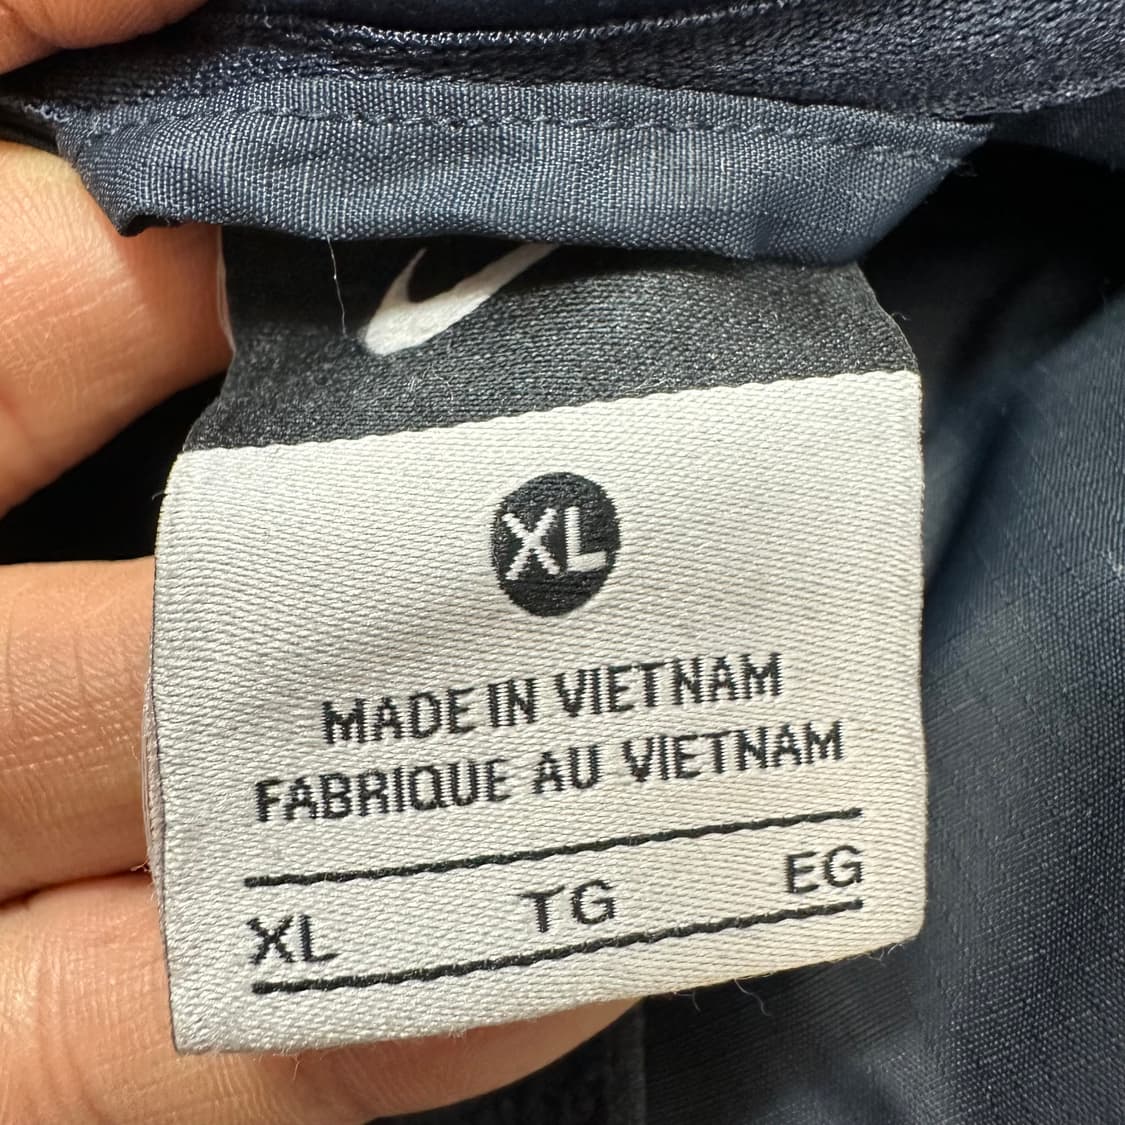 XL
MADE IN VIETNAM
FABRIQUE AU VIETNAM
XL TG EG